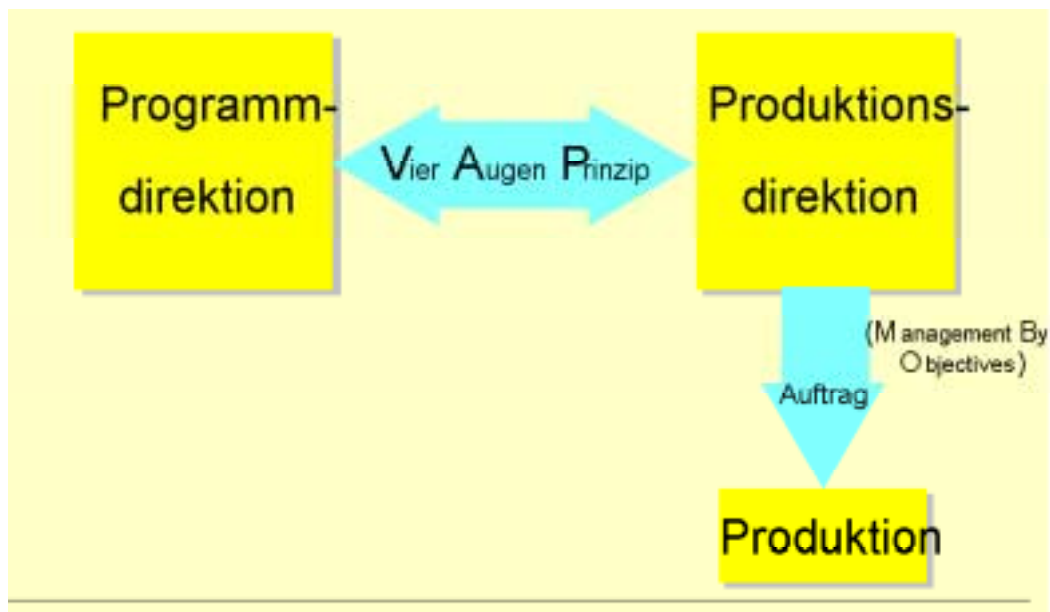 Programm-
direktion
Vier Augen Prinzip
Produktions-
direktion
(Management By
Objectives)
Auftrag
Produktion